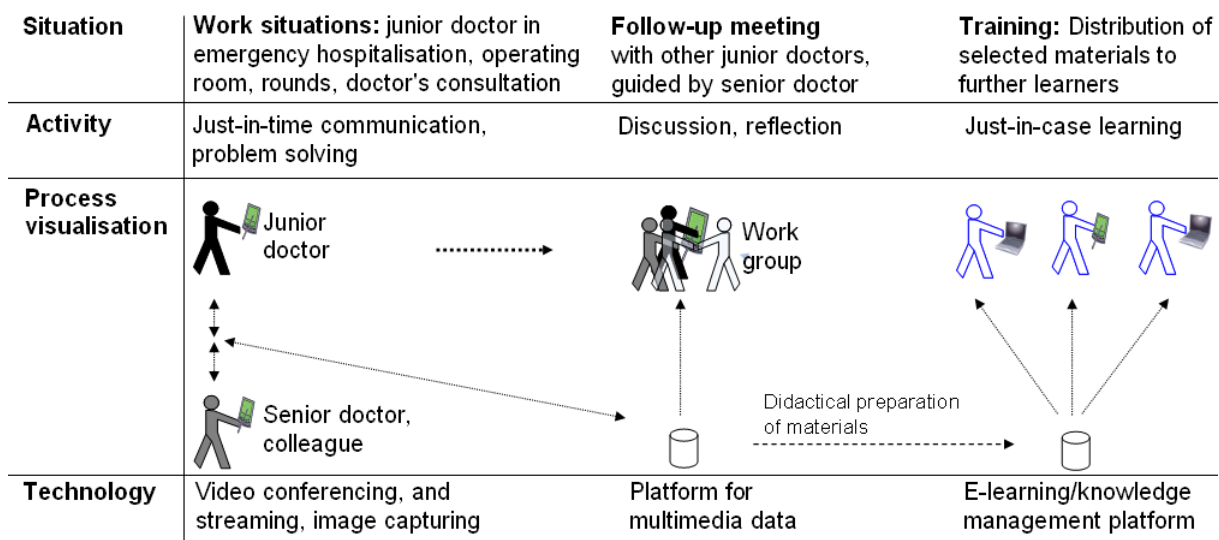 Situation
Work situations: junior doctor in
emergency hospitalisation, operating
room, rounds, doctor's consultation
Follow-up meeting
with other junior doctors,
guided by senior doctor
Training: Distribution of
selected materials to
further learners
Activity
Just-in-time communication,
problem solving
Discussion, reflection
Just-in-case learning
Process
visualisation
Junior
doctor
Work
group
Senior doctor,
colleague
Didactical preparation
of materials
Technology
Video conferencing, and
streaming, image capturing
Platform for
multimedia data
E-learning/knowledge
management platform